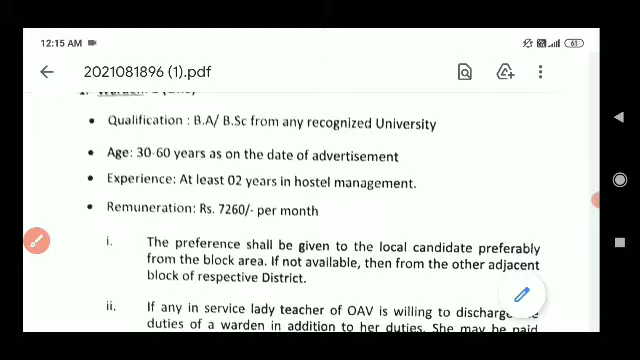 12:15 AM
61
2021081896 (1).pdf
• Qualification : B.A/ B.Sc from any recognized University
• Age: 30-60 years as on the date of advertisement
• Experience: At least 02 years in hostel management.
• Remuneration: Rs. 7260/- per month
i. The preference shall be given to the local candidate preferably
from the block area. If not available, then from the other adjacent
block of respective District.
ii. If any in service lady teacher of OAV is willing to discharge
duties of a warden in addition to her duties. She may be paid